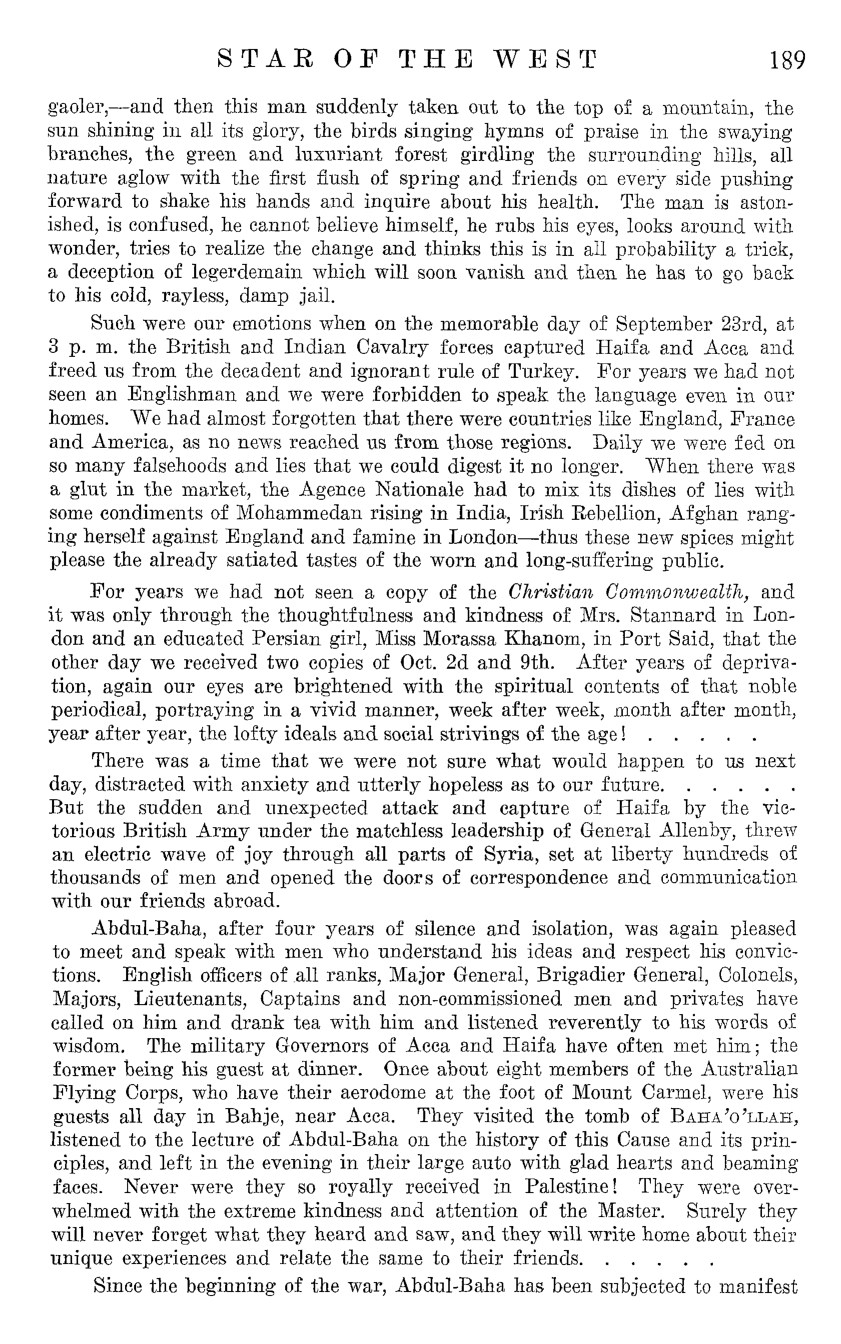 STAR OF THE WEST 189
gaoler,—and then this man suddenly taken out to the top of a mountain, the
sun shining in all its glory, the birds singing hymns of praise in the swaying
branches, the green and luxuriant forest girdling the surrounding hills, all
nature aglow with the first flush of spring and friends on every side pushing
forward to shake his hands and inquire about his health. The man is aston-
ished, is confused, he cannot believe himself, he rubs his eyes, looks around with
wonder, tries to realize the change and thinks this is in all probability a trick,
a deception of legerdemain which will soon vanish and then he has to go back
to his cold, rayless, damp jail.
Such were our emotions when on the memorable day of September 23rd, at
3 p. m. the British and Indian Cavalry forces captured Haifa and Acca and
freed us from the decadent and ignorant rule of Turkey. For years we had not
seen an Englishman and we were forbidden to speak the language even in our
homes. We had almost forgotten that there were countries like England, France
and America, as no news reached us from those regions. Daily we were fed on
so many falsehoods and lies that we could digest it no longer. When there was
a glut in the market, the Agence Nationale had to mix its dishes of lies with
some condiments of Mohammedan rising in India, Irish Rebellion, Afghan rang-
ing herself against England and famine in London—thus these new spices might
please the already satiated tastes of the worn and long-suffering public.
For years we had not seen a copy of the Christian Commonwealth, and
it was only through the thoughtfulness and kindness of Mrs. Stannard in Lon-
don and an educated Persian girl, Miss Morassa Khanom, in Port Said, that the
other day we received two copies of Oct. 2d and 9th. After years of depriva-
tion, again our eyes are brightened with the spiritual contents of that noble
periodical, portraying in a vivid manner, week after week, month after month,
year after year, the lofty ideals and social strivings of the age! . . . . .
There was a time that we were not sure what would happen to us next
day, distracted with anxiety and utterly hopeless as to our future. . . . . . .
But the sudden and unexpected attack and capture of Haifa by the vic-
torious British Army under the matchless leadership of General Allenby, threw
an electric wave of joy through all parts of Syria, set at liberty hundreds of
thousands of men and opened the doors of correspondence and communication
with our friends abroad.
Abdul-Baha, after four years of silence and isolation, was again pleased
to meet and speak with men who understand his ideas and respect his convic-
tions. English officers of all ranks, Major General, Brigadier General, Colonels,
Majors, Lieutenants, Captains and non-commissioned men and privates have
called on him and drank tea with him and listened reverently to his words of
wisdom. The military Governors of Acca and Haifa have often met him; the
former being his guest at dinner. Once about eight members of the Australian
Flying Corps, who have their aerodome at the foot of Mount Carmel, were his
guests all day in Bahje, near Acca. They visited the tomb of BAHA'O'LLAH,
listened to the lecture of Abdul-Baha on the history of this Cause and its prin-
ciples, and left in the evening in their large auto with glad hearts and beaming
faces. Never were they so royally received in Palestine! They were over-
whelmed with the extreme kindness and attention of the Master. Surely they
will never forget what they heard and saw, and they will write home about their
unique experiences and relate the same to their friends. . . . . .
Since the beginning of the war, Abdul-Baha has been subjected to manifest